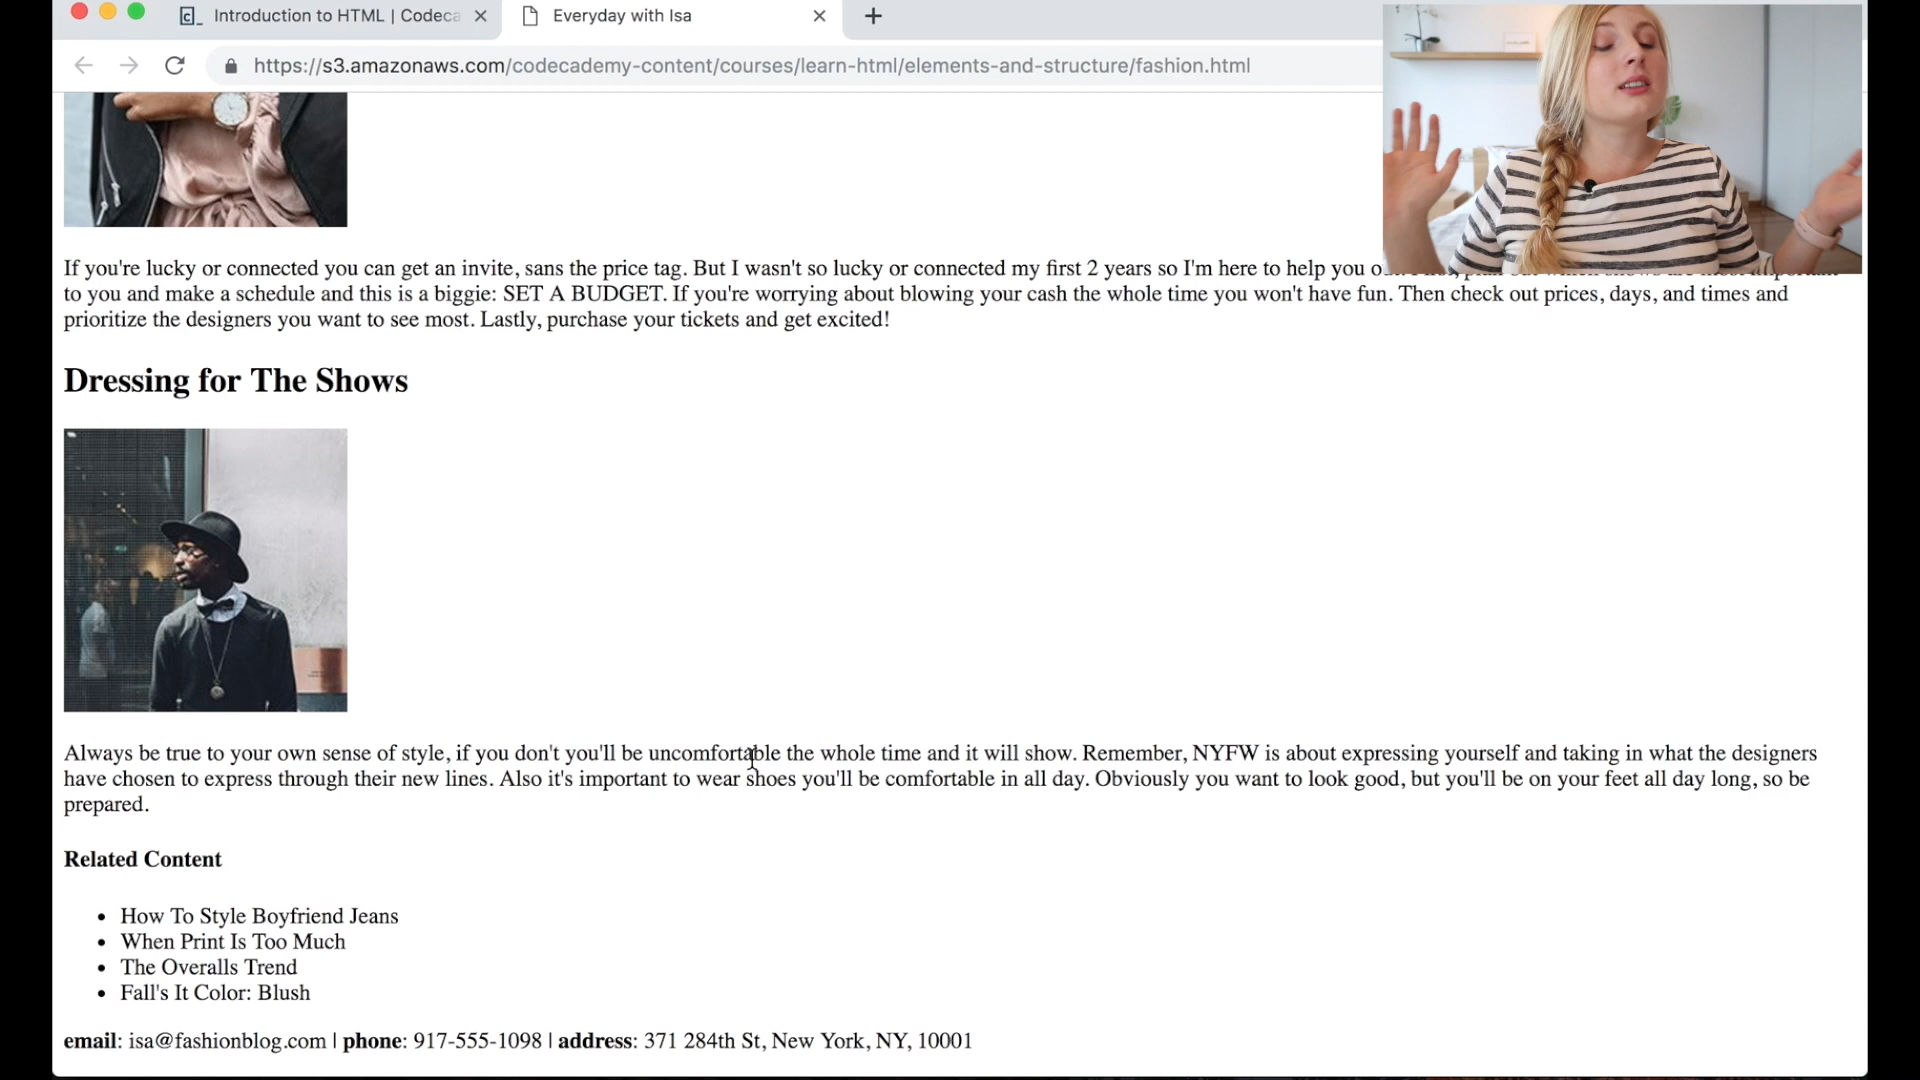 Introduction to HTML | Codeca
Everyday with Isa
https://s3.amazonaws.com/codecademy-content/courses/learn-html/elements-and-structure/fashion.html
If you're lucky or connected you can get an invite, sans the price tag. But I wasn't so lucky or connected my first 2 years so I'm here to help you
to you and make a schedule and this is a biggie: SET A BUDGET. If you're worrying about blowing your cash the whole time you won't have fun. Then check out prices, days, and times and
prioritize the designers you want to see most. Lastly, purchase your tickets and get excited!
Dressing for The Shows
Always be true to your own sense of style, if you don't you'll be uncomfortable the whole time and it will show. Remember, NYFW is about expressing yourself and taking in what the designers
have chosen to express through their new lines. Also it's important to wear shoes you'll be comfortable in all day. Obviously you want to look good, but you'll be on your feet all day long, so be
prepared.
Related Content
• How To Style Boyfriend Jeans
• When Print Is Too Much
• The Overalls Trend
• Fall's It Color: Blush
email: isa@fashionblog.com | phone: 917-555-1098 | address: 371 284th St, New York, NY, 10001